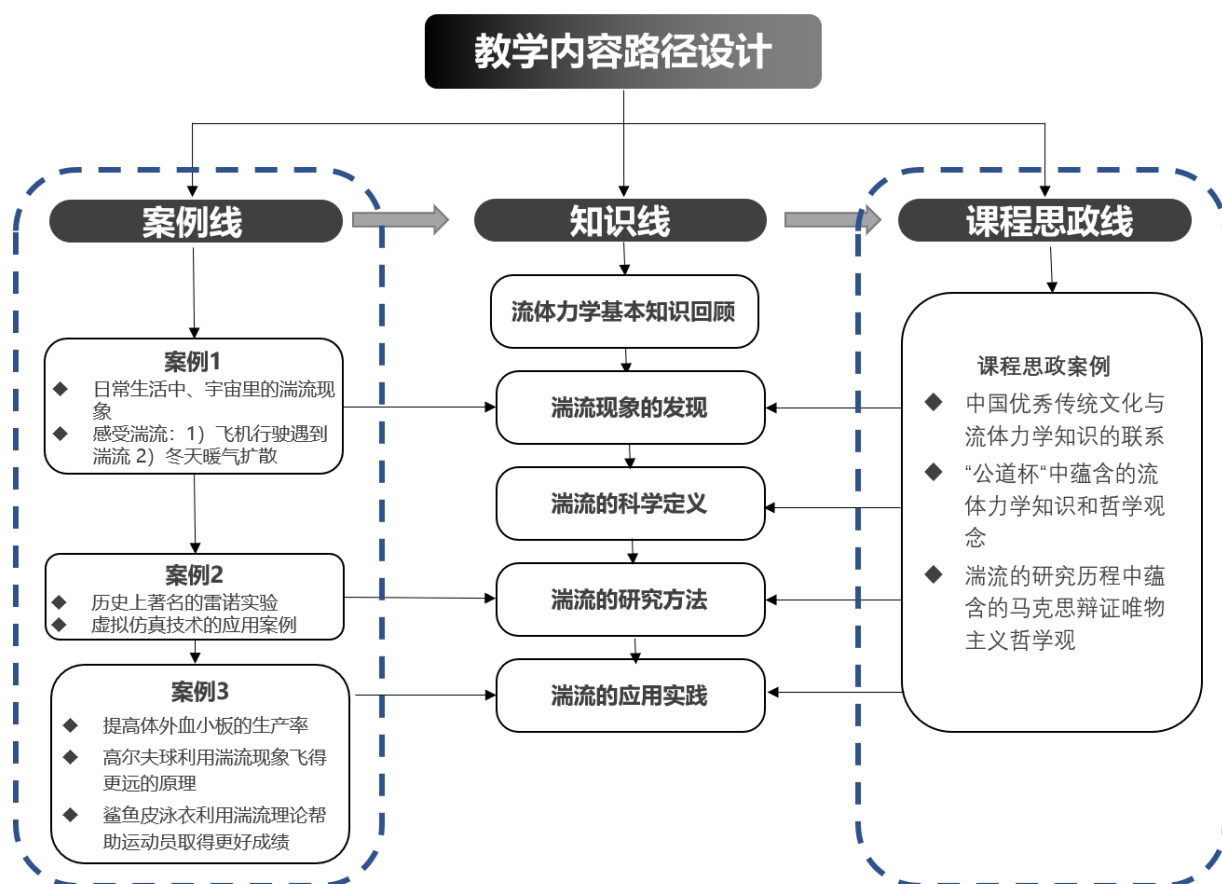 教学内容路径设计
案例线
知识线
课程思政线
案例1
◆ 日常生活中、宇宙里的湍流现
象
◆ 感受湍流：1）飞机行驶遇到
湍流 2）冬天暖气扩散
案例2
◆ 历史上著名的雷诺实验
◆ 虚拟仿真技术的应用案例
案例3
◆ 提高体外血小板的生产率
◆ 高尔夫球利用湍流现象飞得
更远的原理
◆ 鲨鱼皮泳衣利用湍流理论帮
助运动员取得更好成绩
流体力学基本知识回顾
湍流现象的发现
湍流的科学定义
湍流的研究方法
湍流的应用实践
课程思政案例
◆ 中国优秀传统文化与
流体力学知识的联系
◆ “公道杯“中蕴含的流
体力学知识和哲学观
念
◆ 湍流的研究历程中蕴
含的马克思辩证唯物
主义哲学观